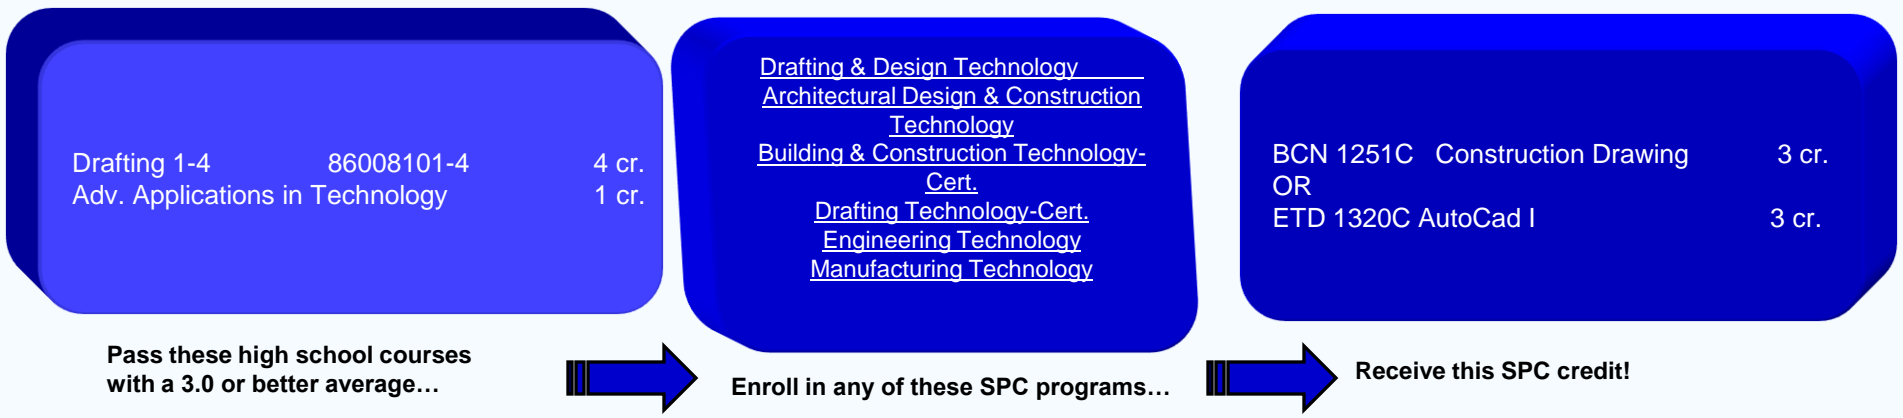 Drafting 1-4 86008101-4 4 cr.
Adv. Applications in Technology 1 cr.
Pass these high school courses
with a 3.0 or better average…
Drafting & Design Technology
Architectural Design & Construction
Technology
Building & Construction Technology-
Cert.
Drafting Technology-Cert.
Engineering Technology
Manufacturing Technology
Enroll in any of these SPC programs…
BCN 1251C Construction Drawing 3 cr.
OR
ETD 1320C AutoCad I 3 cr.
Receive this SPC credit!